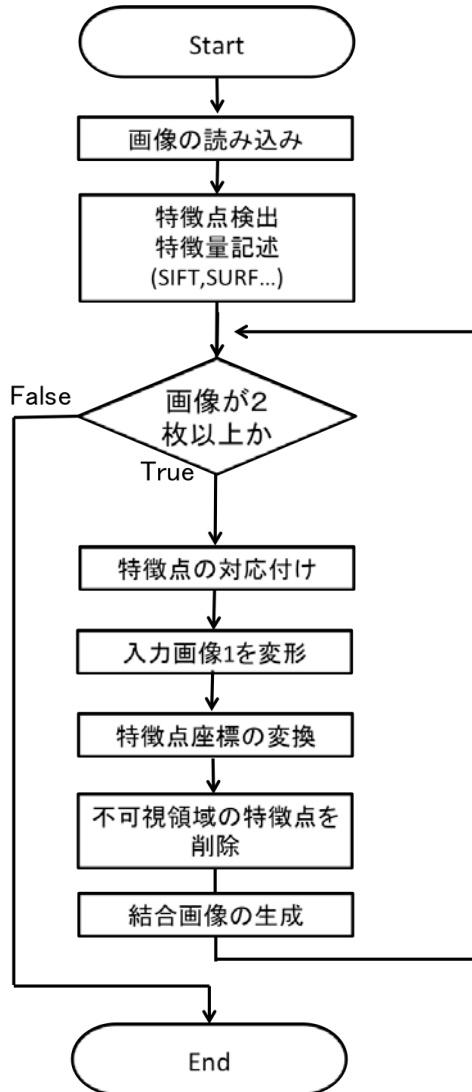 Start
画像の読み込み
特徴点検出
特徴量記述
(SIFT,SURF...)
False
画像が２
枚以上か
True
特徴点の対応付け
入力画像1を変形
特徴点座標の変換
不可視領域の特徴点を
削除
結合画像の生成
End